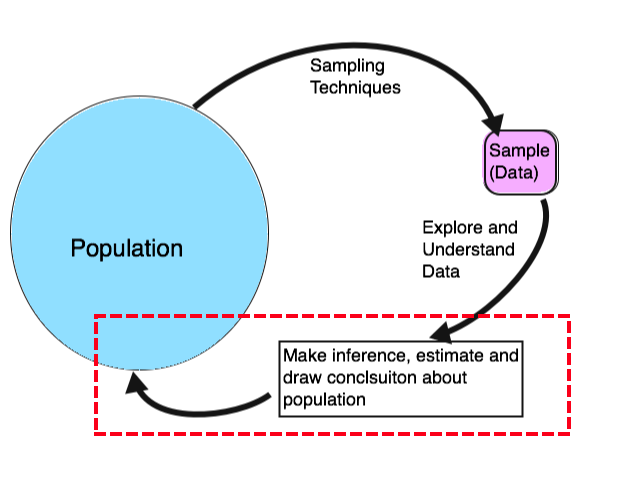 Sampling
Techniques
Sample
(Data)
Explore and
Understand
Data
Population
Make inference, estimate and
draw conclsuiton about
population